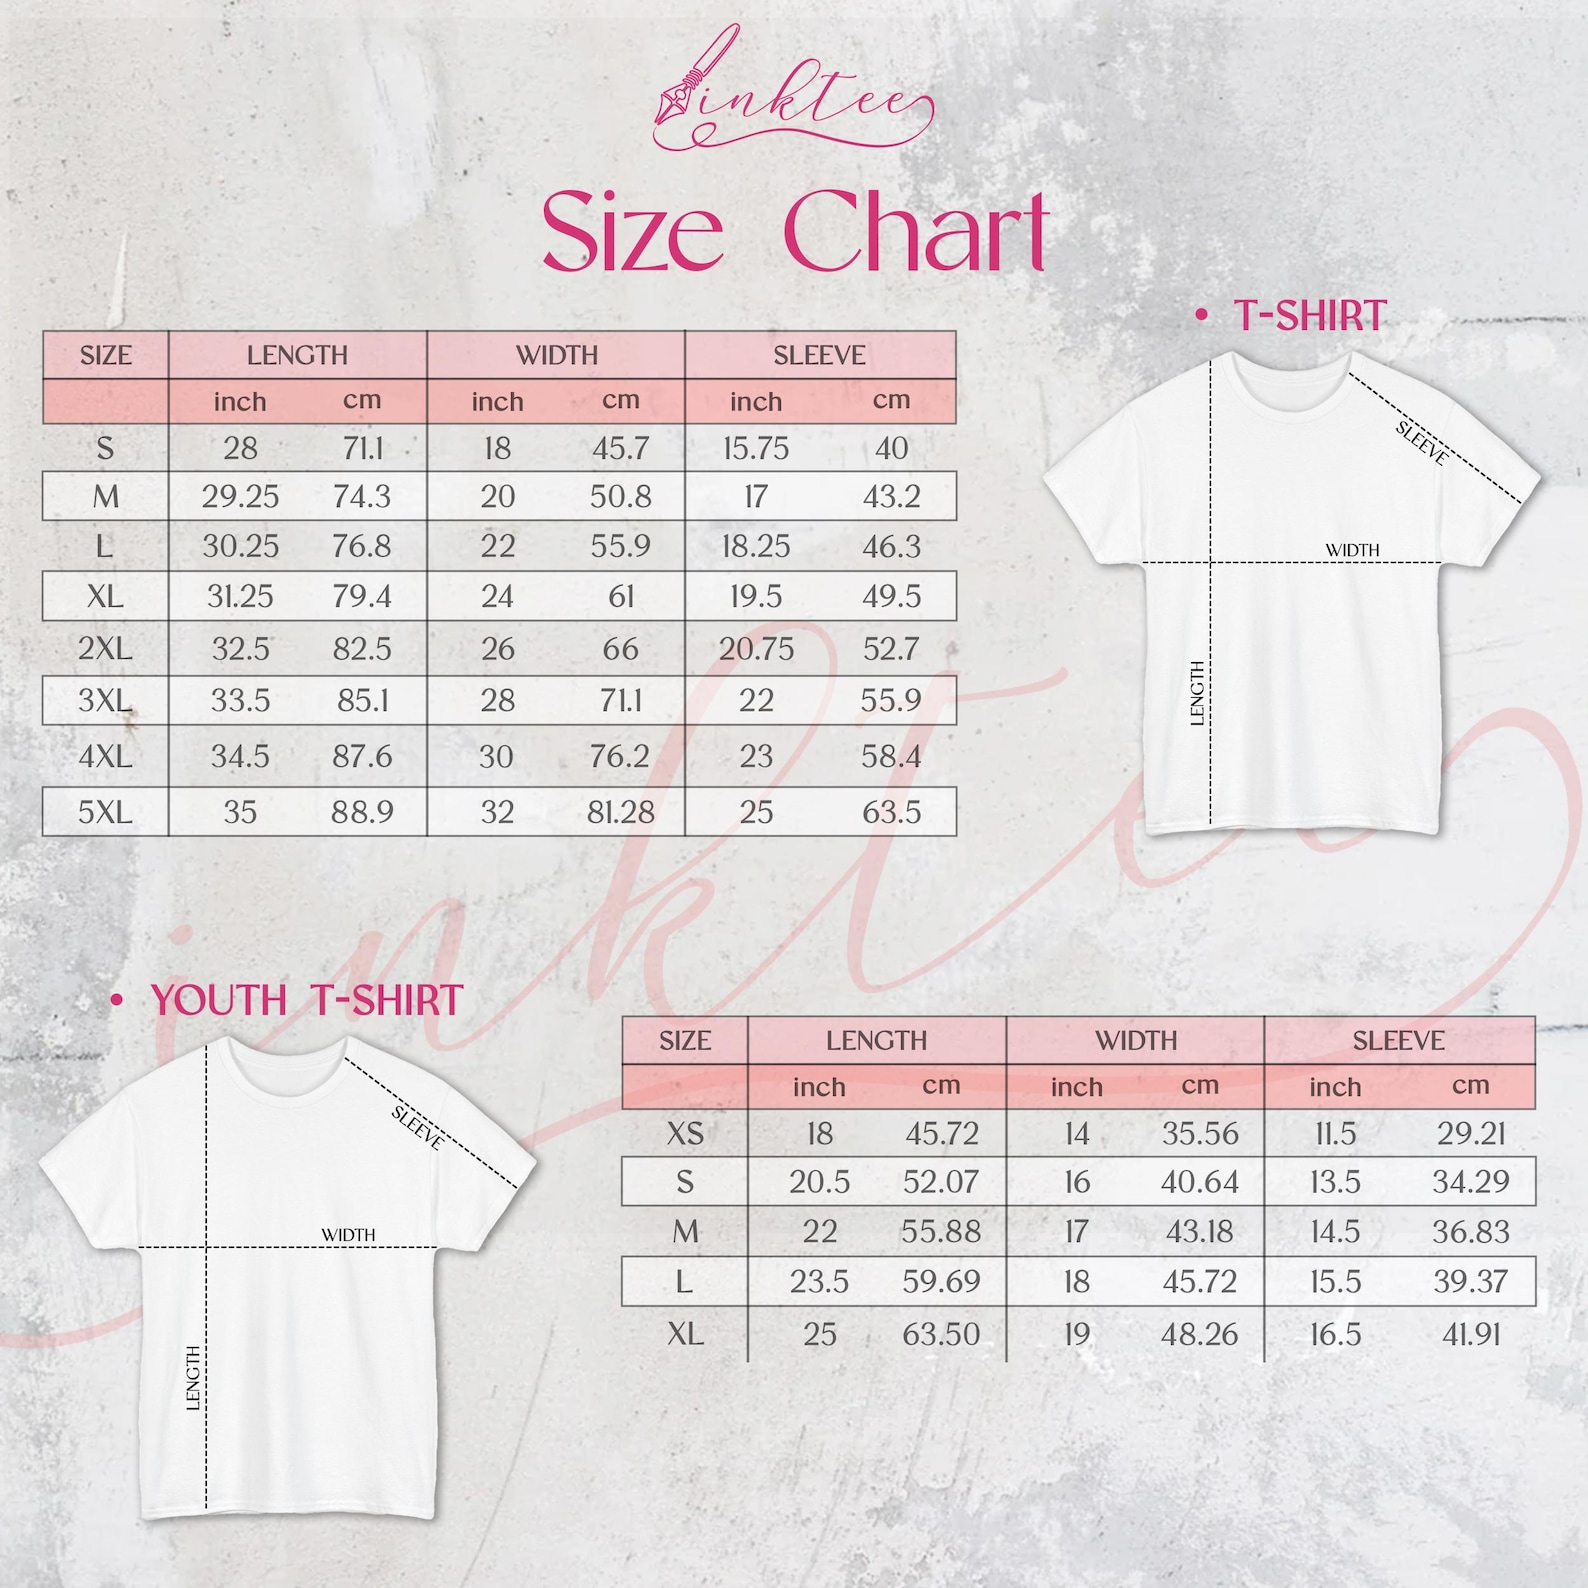 inktee
Size Chart
• T-SHIRT
SIZE LENGTH WIDTH SLEEVE
inch cm inch cm inch cm
S 28 71.1 18 45.7 15.75 40
M 29.25 74.3 20 50.8 17 43.2
L 30.25 76.8 22 55.9 18.25 46.3
XL 31.25 79.4 24 61 19.5 49.5
2XL 32.5 82.5 26 66 20.75 52.7
3XL 33.5 85.1 28 71.1 22 55.9
4XL 34.5 87.6 30 76.2 23 58.4
5XL 35 88.9 32 81.28 25 63.5
SLEEVE
WIDTH
LENGTH
inktee
• YOUTH T-SHIRT
SLEEVE
WIDTH
LENGTH
SIZE LENGTH WIDTH SLEEVE
inch cm inch cm inch cm
XS 18 45.72 14 35.56 11.5 29.21
S 20.5 52.07 16 40.64 13.5 34.29
M 22 55.88 17 43.18 14.5 36.83
L 23.5 59.69 18 45.72 15.5 39.37
XL 25 63.50 19 48.26 16.5 41.91